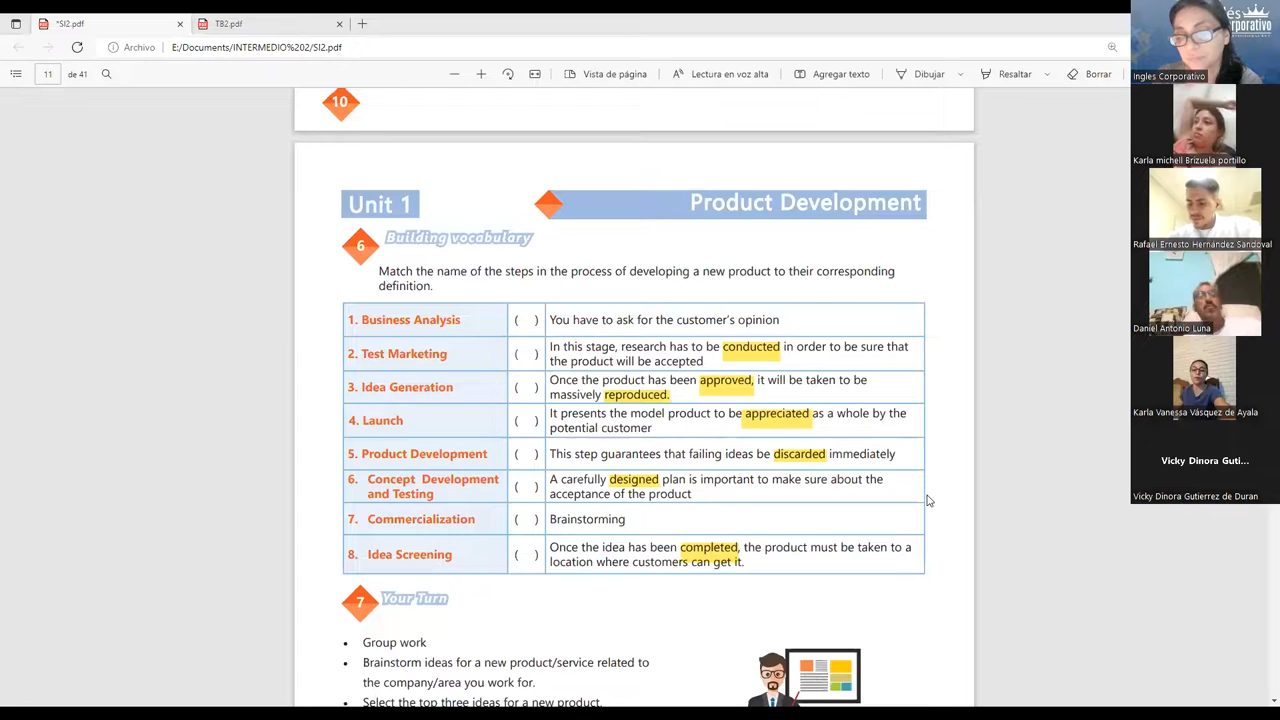 *SI2.pdf
TB2.pdf
Archivo
E:/Documents/INTERMEDIO%202/SI2.pdf
11
de 41
Vista de página
Lectura en voz alta
Agregar texto
Dibujar
Resaltar
Borrar
10
Unit 1
Product Development
6
Building vocabulary
Match the name of the steps in the process of developing a new product to their corresponding
definition.
1. Business Analysis ( ) You have to ask for the customer's opinion
2. Test Marketing ( ) In this stage, research has to be conducted in order to be sure that
the product will be accepted
3. Idea Generation ( ) Once the product has been approved, it will be taken to be
massively reproduced.
4. Launch ( ) It presents the model product to be appreciated as a whole by the
potential customer
5. Product Development ( ) This step guarantees that failing ideas be discarded immediately
6. Concept Development
and Testing
( ) A carefully designed plan is important to make sure about the
acceptance of the product
7. Commercialization ( ) Brainstorming
8. Idea Screening ( ) Once the idea has been completed, the product must be taken to a
location where customers can get it.
7
Your Turn
• Group work
• Brainstorm ideas for a new product/service related to
the company/area you work for.
• Select the top three ideas for a new product.
Ingles Corporativo
Karla michell Brizuela portillo
Rafael Ernesto Hernández Sandoval
Daniel Antonio Luna
Karla Vanessa Vásquez de Ayala
Vicky Dinora Guti...
Vicky Dinora Gutierrez de Duran